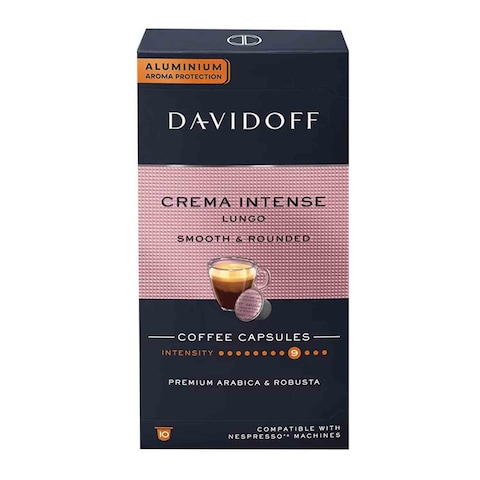 ALUMINIUM
AROMA PROTECTION
DAVIDOFF
CREMA INTENSE
LUNGO
SMOOTH & ROUNDED
COFFEE CAPSULES
INTENSITY 9
PREMIUM ARABICA & ROBUSTA
10
COMPATIBLE WITH
NESPRESSO** MACHINES